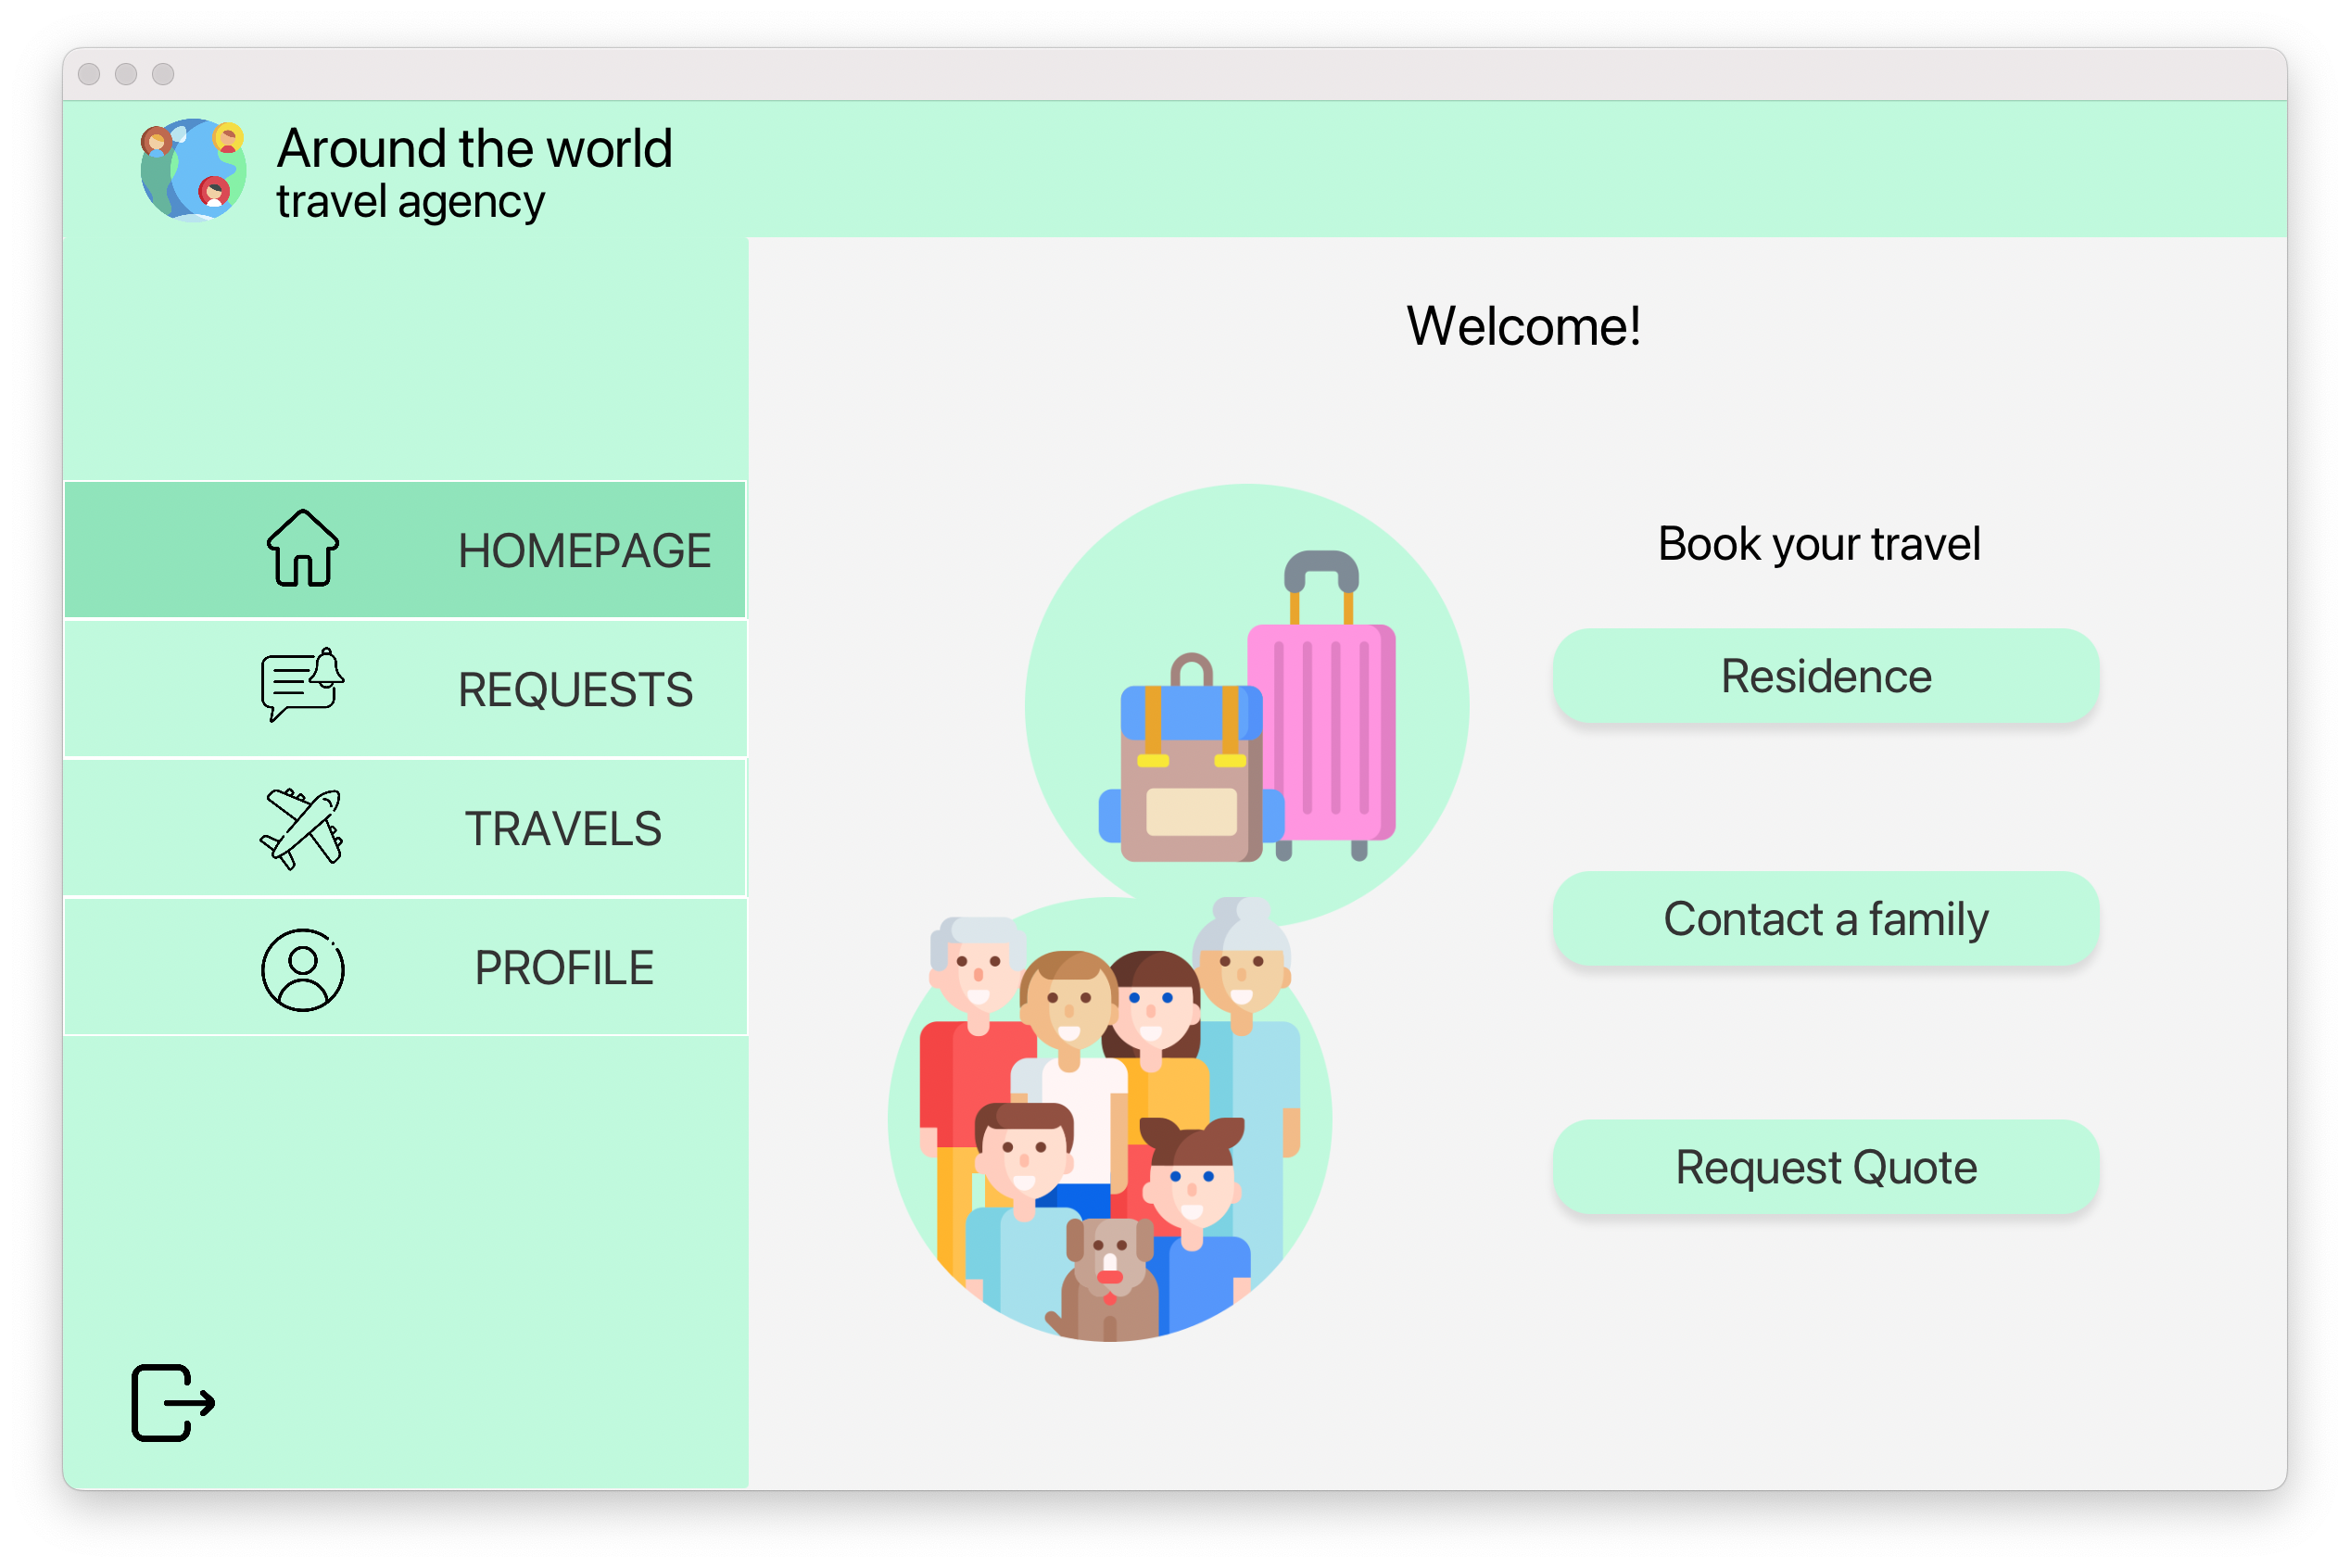 Around the world
travel agency
Welcome!
HOMEPAGE
REQUESTS
TRAVELS
PROFILE
Book your travel
Residence
Contact a family
Request Quote